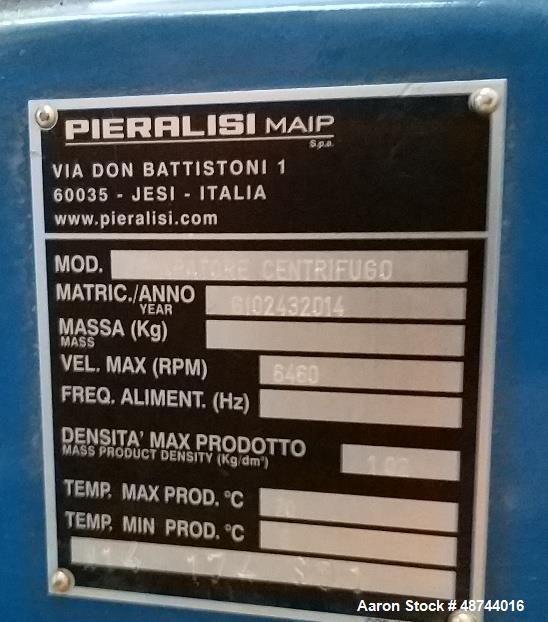 PIERALISI MAIP
S.p.a.
VIA DON BATTISTONI 1
60035 - JESI - ITALIA
www.pieralisi.com
MOD. CENTRIFUGO
MATRIC./ANNO
YEAR
MASSA (Kg)
MASS
VEL. MAX (RPM) 6460
FREQ. ALIMENT. (Hz)
DENSITA' MAX PRODOTTO
MASS PRODUCT DENSITY (Kg/dm³)
TEMP. MAX PROD. °C
TEMP. MIN PROD. °C
Aaron Stock # 48744016